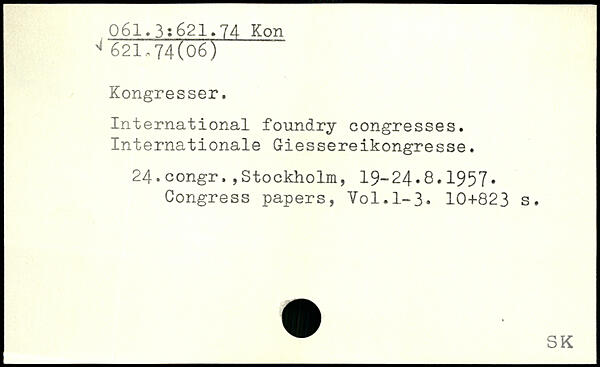 061.3:621.74 Kon
621.74(06)
Kongresser.
International foundry congresses.
Internationale Giessereikongresse.
24.congr.,Stockholm, 19-24.8.1957.
Congress papers, Vol.1-3. 10+823 s.
SK